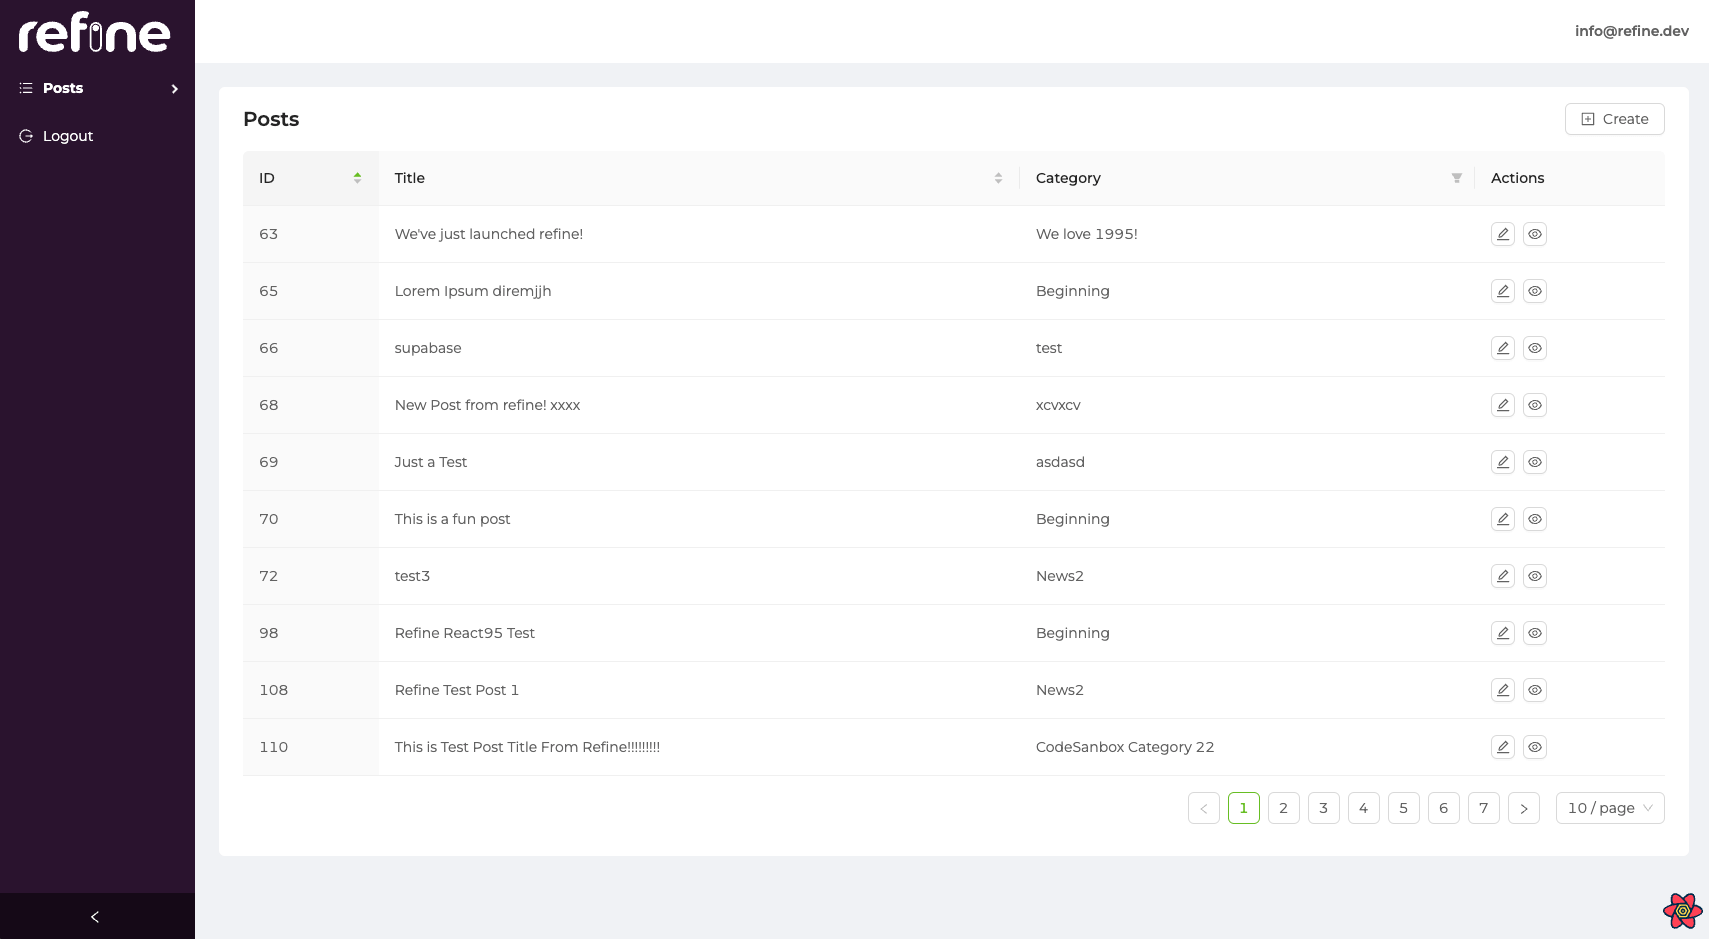 refine
info@refine.dev
Posts
Logout
Posts
Create
ID Title Category Actions
63 We've just launched refine! We love 1995!
65 Lorem Ipsum diremjjh Beginning
66 supabase test
68 New Post from refine! xxxx xcvxcv
69 Just a Test asdasd
70 This is a fun post Beginning
72 test3 News2
98 Refine React95 Test Beginning
108 Refine Test Post 1 News2
110 This is Test Post Title From Refine!!!!!!!!! CodeSanbox Category 22
1 2 3 4 5 6 7 10 / page